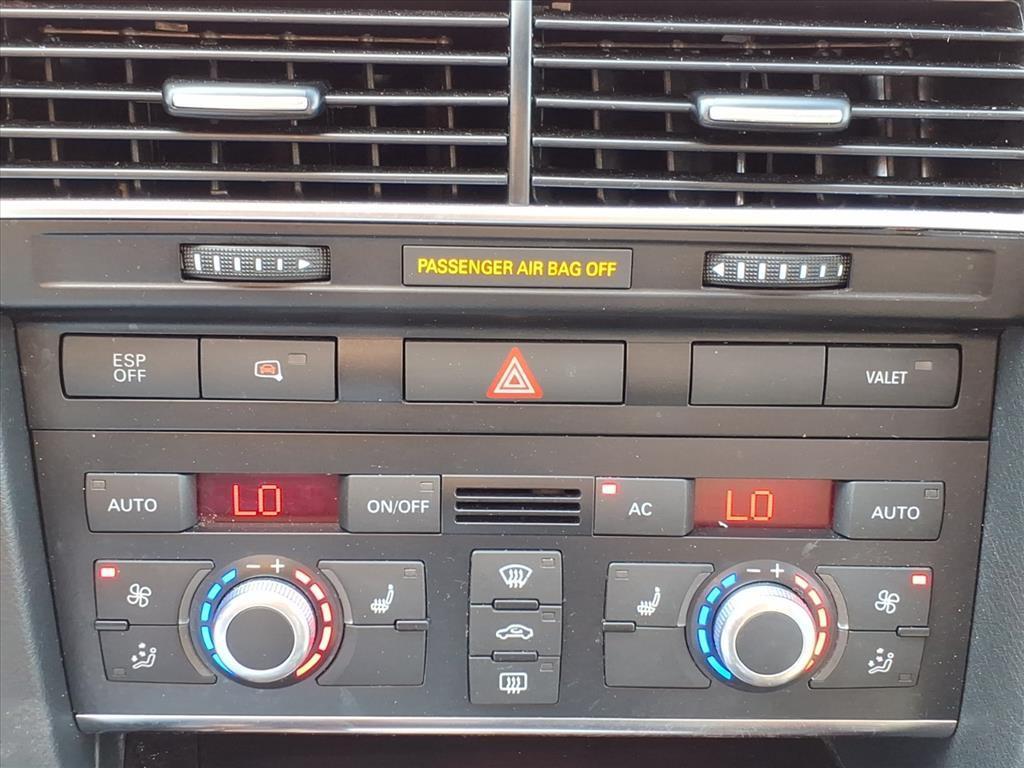 PASSENGER AIR BAG OFF
ESP
OFF
VALET
AUTO
LO
ON/OFF
AC
LO
AUTO
- +
- +